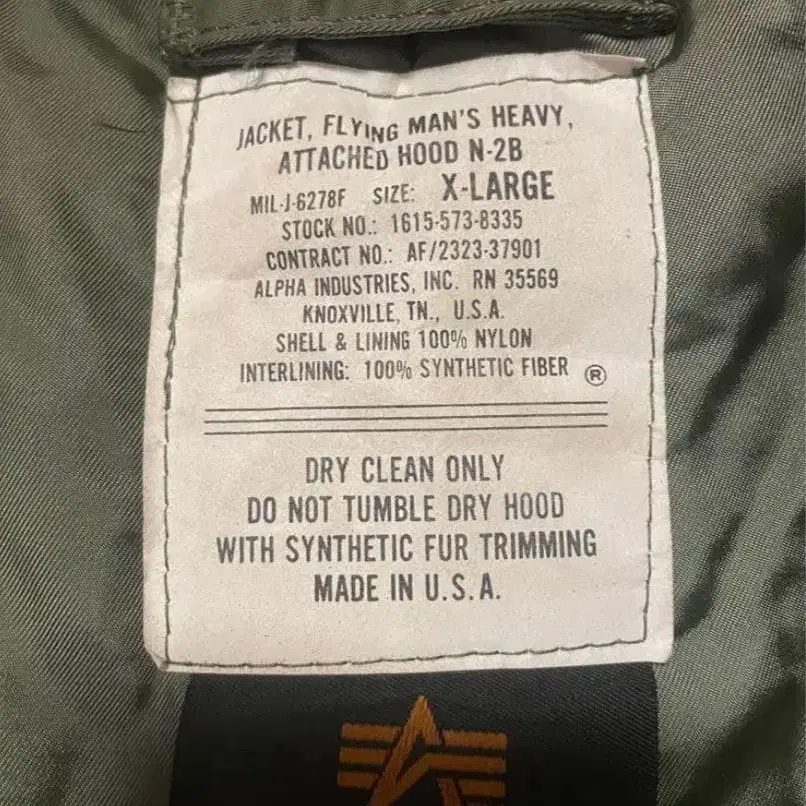 JACKET, FLYING MAN'S HEAVY,
ATTACHED HOOD N-2B
MIL-J-6278F SIZE: X-LARGE
STOCK NO.: 1615-573-8335
CONTRACT NO.: AF/2323-37901
ALPHA INDUSTRIES, INC. RN 35569
KNOXVILLE, TN., U.S.A.
SHELL & LINING 100% NYLON
INTERLINING: 100% SYNTHETIC FIBER ®
DRY CLEAN ONLY
DO NOT TUMBLE DRY HOOD
WITH SYNTHETIC FUR TRIMMING
MADE IN U.S.A.